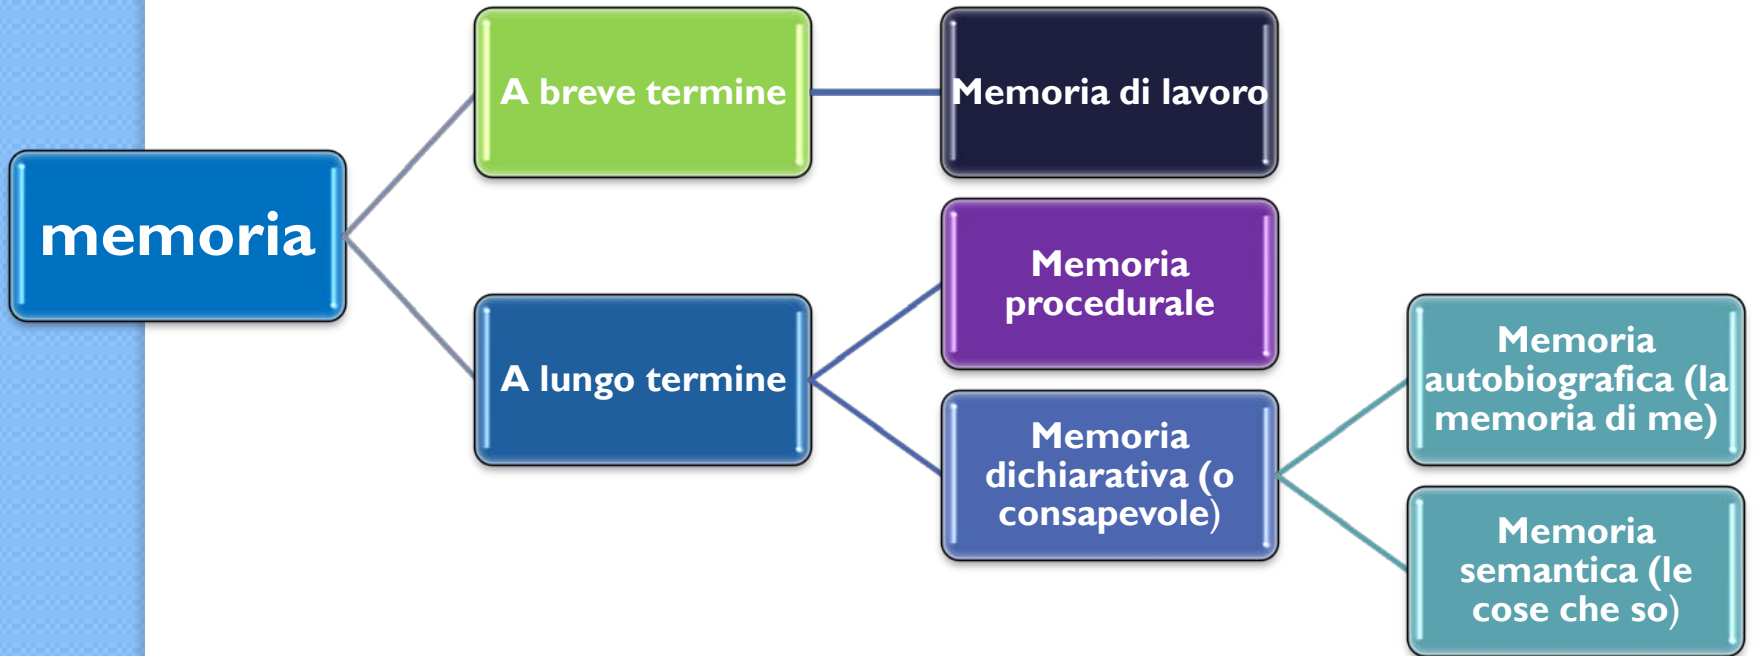 memoria
A breve termine
Memoria di lavoro
A lungo termine
Memoria
procedurale
Memoria
dichiarativa (o
consapevole)
Memoria
autobiografica (la
memoria di me)
Memoria
semantica (le
cose che so)